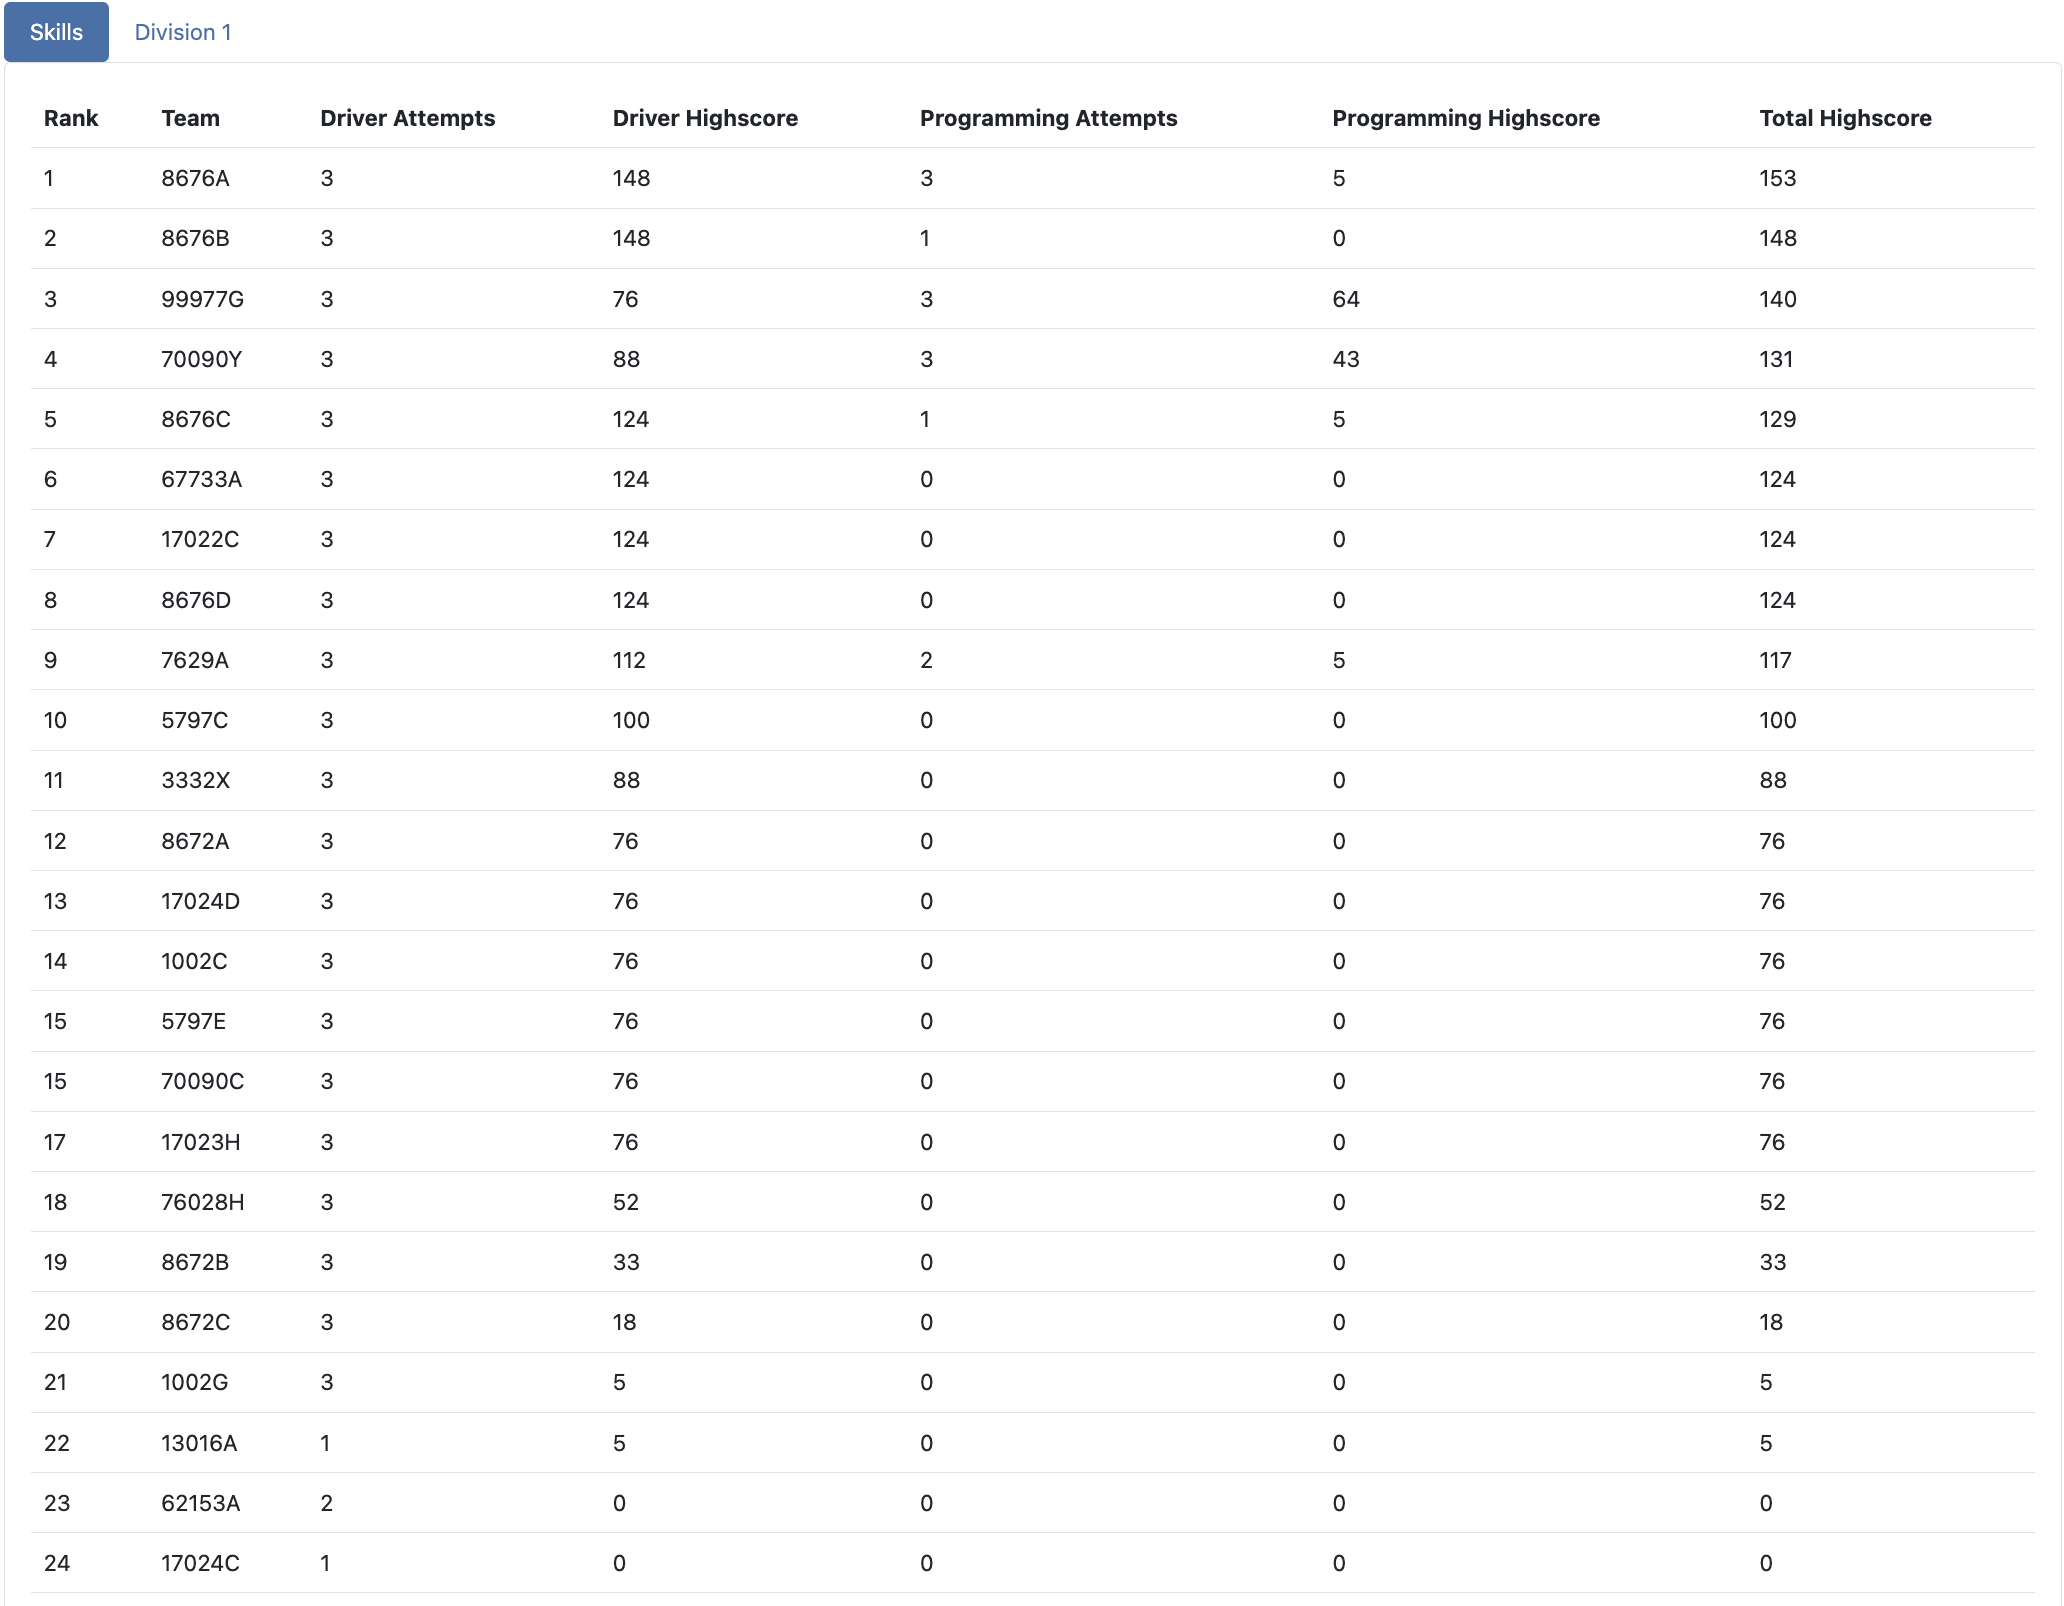 Skills Division 1
Rank Team Driver Attempts Driver Highscore Programming Attempts Programming Highscore Total Highscore
1 8676A 3 148 3 5 153
2 8676B 3 148 1 0 148
3 99977G 3 76 3 64 140
4 70090Y 3 88 3 43 131
5 8676C 3 124 1 5 129
6 67733A 3 124 0 0 124
7 17022C 3 124 0 0 124
8 8676D 3 124 0 0 124
9 7629A 3 112 2 5 117
10 5797C 3 100 0 0 100
11 3332X 3 88 0 0 88
12 8672A 3 76 0 0 76
13 17024D 3 76 0 0 76
14 1002C 3 76 0 0 76
15 5797E 3 76 0 0 76
15 70090C 3 76 0 0 76
17 17023H 3 76 0 0 76
18 76028H 3 52 0 0 52
19 8672B 3 33 0 0 33
20 8672C 3 18 0 0 18
21 1002G 3 5 0 0 5
22 13016A 1 5 0 0 5
23 62153A 2 0 0 0 0
24 17024C 1 0 0 0 0